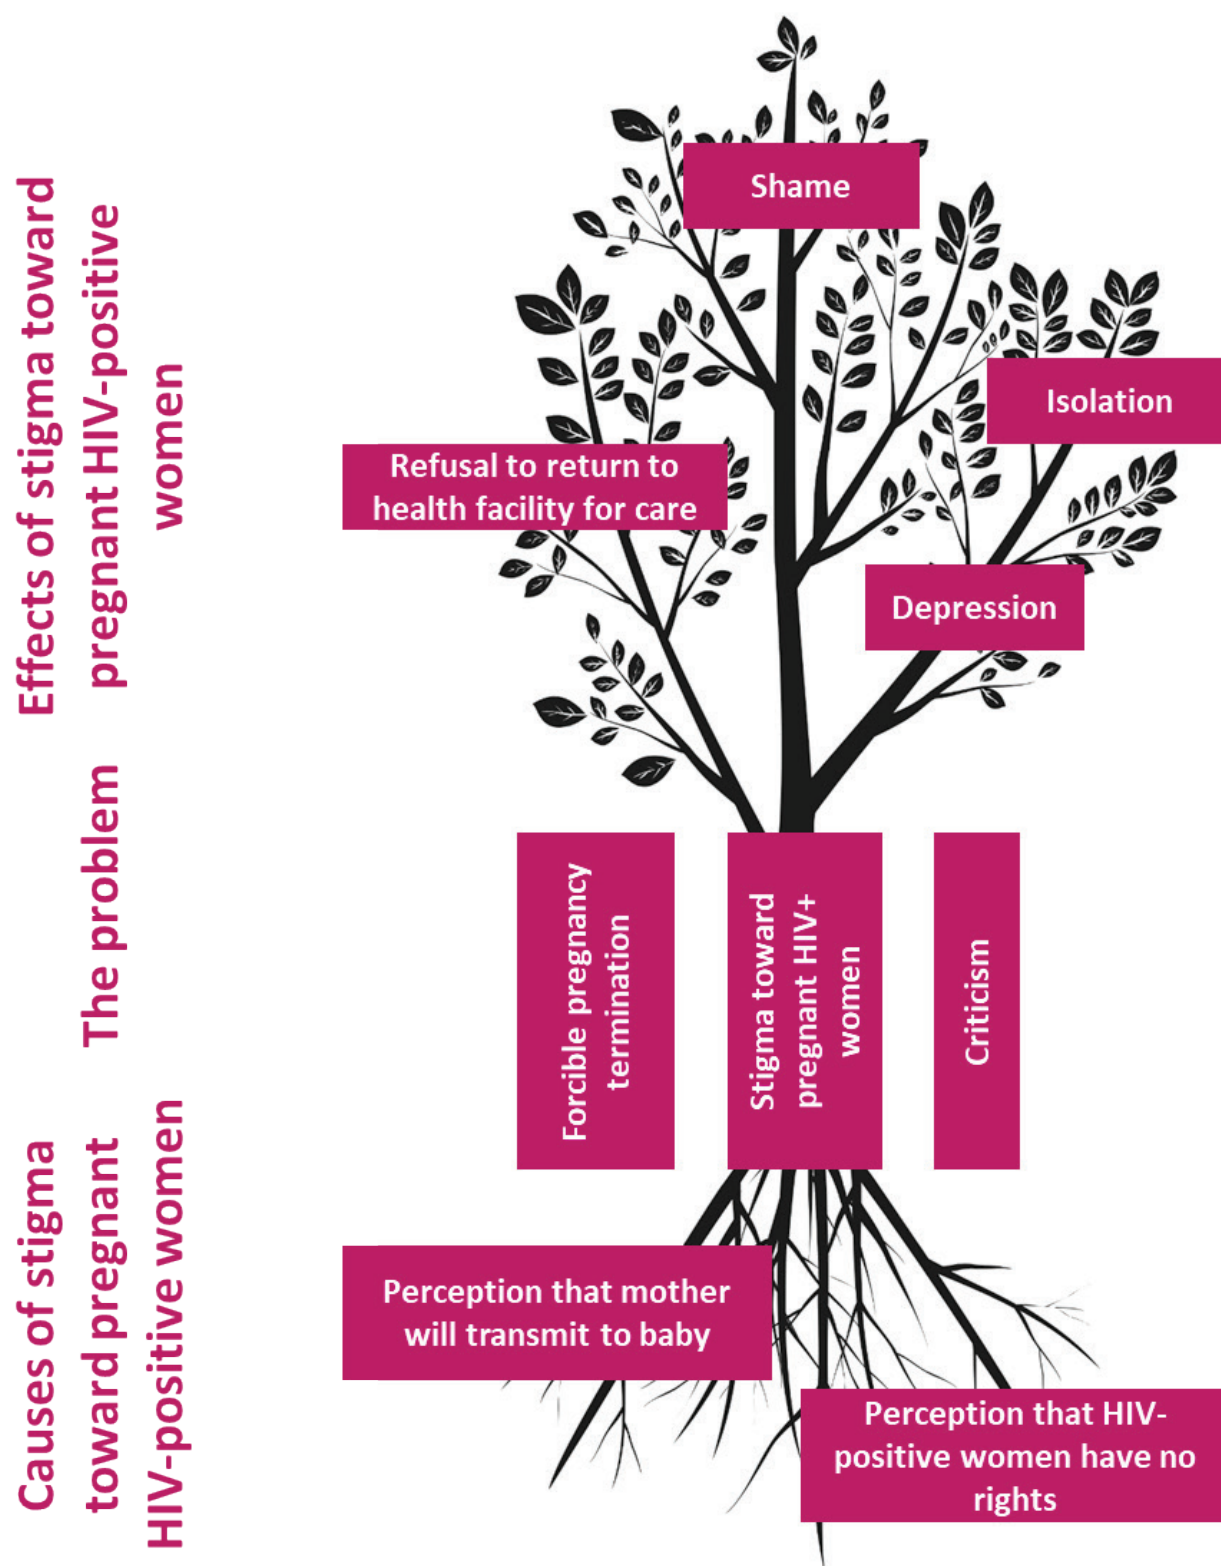 Effects of stigma toward
pregnant HIV-positive
women
Shame
Isolation
Refusal to return to
health facility for care
Depression
The problem
Forcible pregnancy
termination
Stigma toward
pregnant HIV+
women
Criticism
Causes of stigma
toward pregnant
HIV-positive women
Perception that mother
will transmit to baby
Perception that HIV-
positive women have no
rights